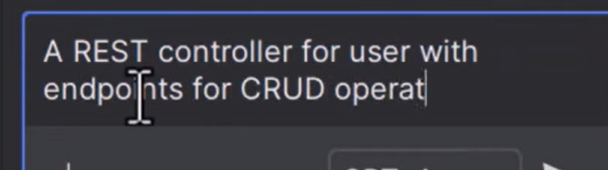 A REST controller for user with
endpoints for CRUD operat